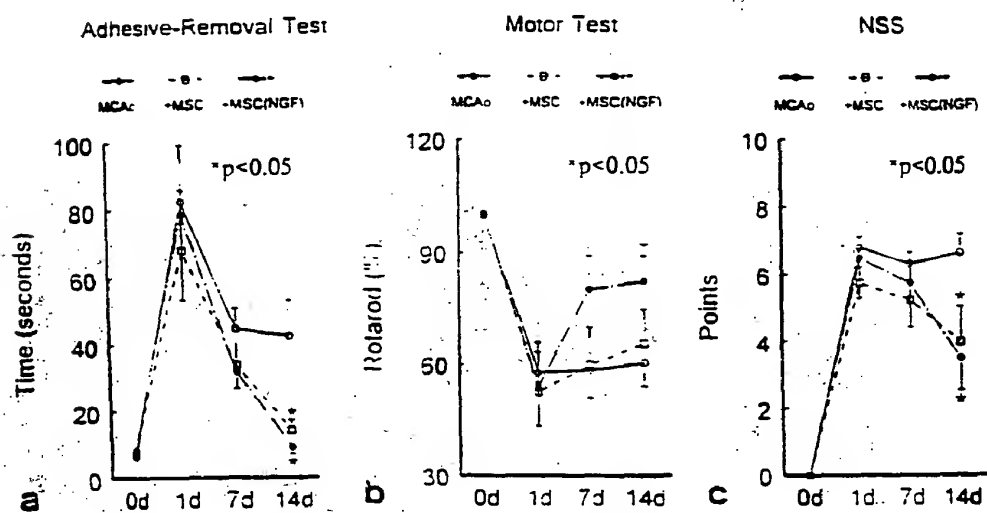 Adhesive-Removal Test
MCAo
+MSC
+MSC(NGF)
*p<0.05
Time (seconds)
100
80
60
40
20
0
0d
1d
7d
14d
a
Motor Test
MCAo
+MSC
+MSC(NGF)
*p<0.05
Rotarod (%)
120
90
60
30
0d
1d
7d
14d
b
NSS
MCAo
+MSC
+MSC(NGF)
*p<0.05
Points
10
8
6
4
2
0
0d
1d
7d
14d
c